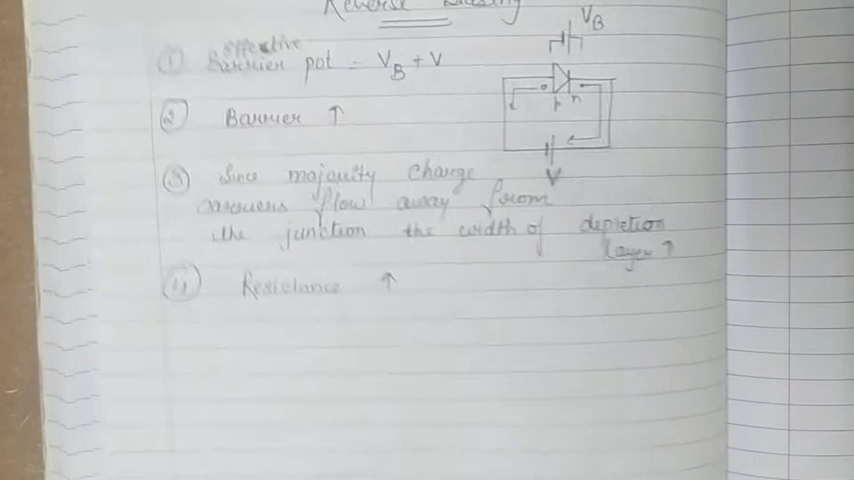 Reverse Biasing
V_B
① effective
Barrier pot = V_B + V
p n
② Barrier ↑
V
③ Since majority charge
carriers flow away from
the junction the width of depletion
layer ↑
④ Resistance ↑